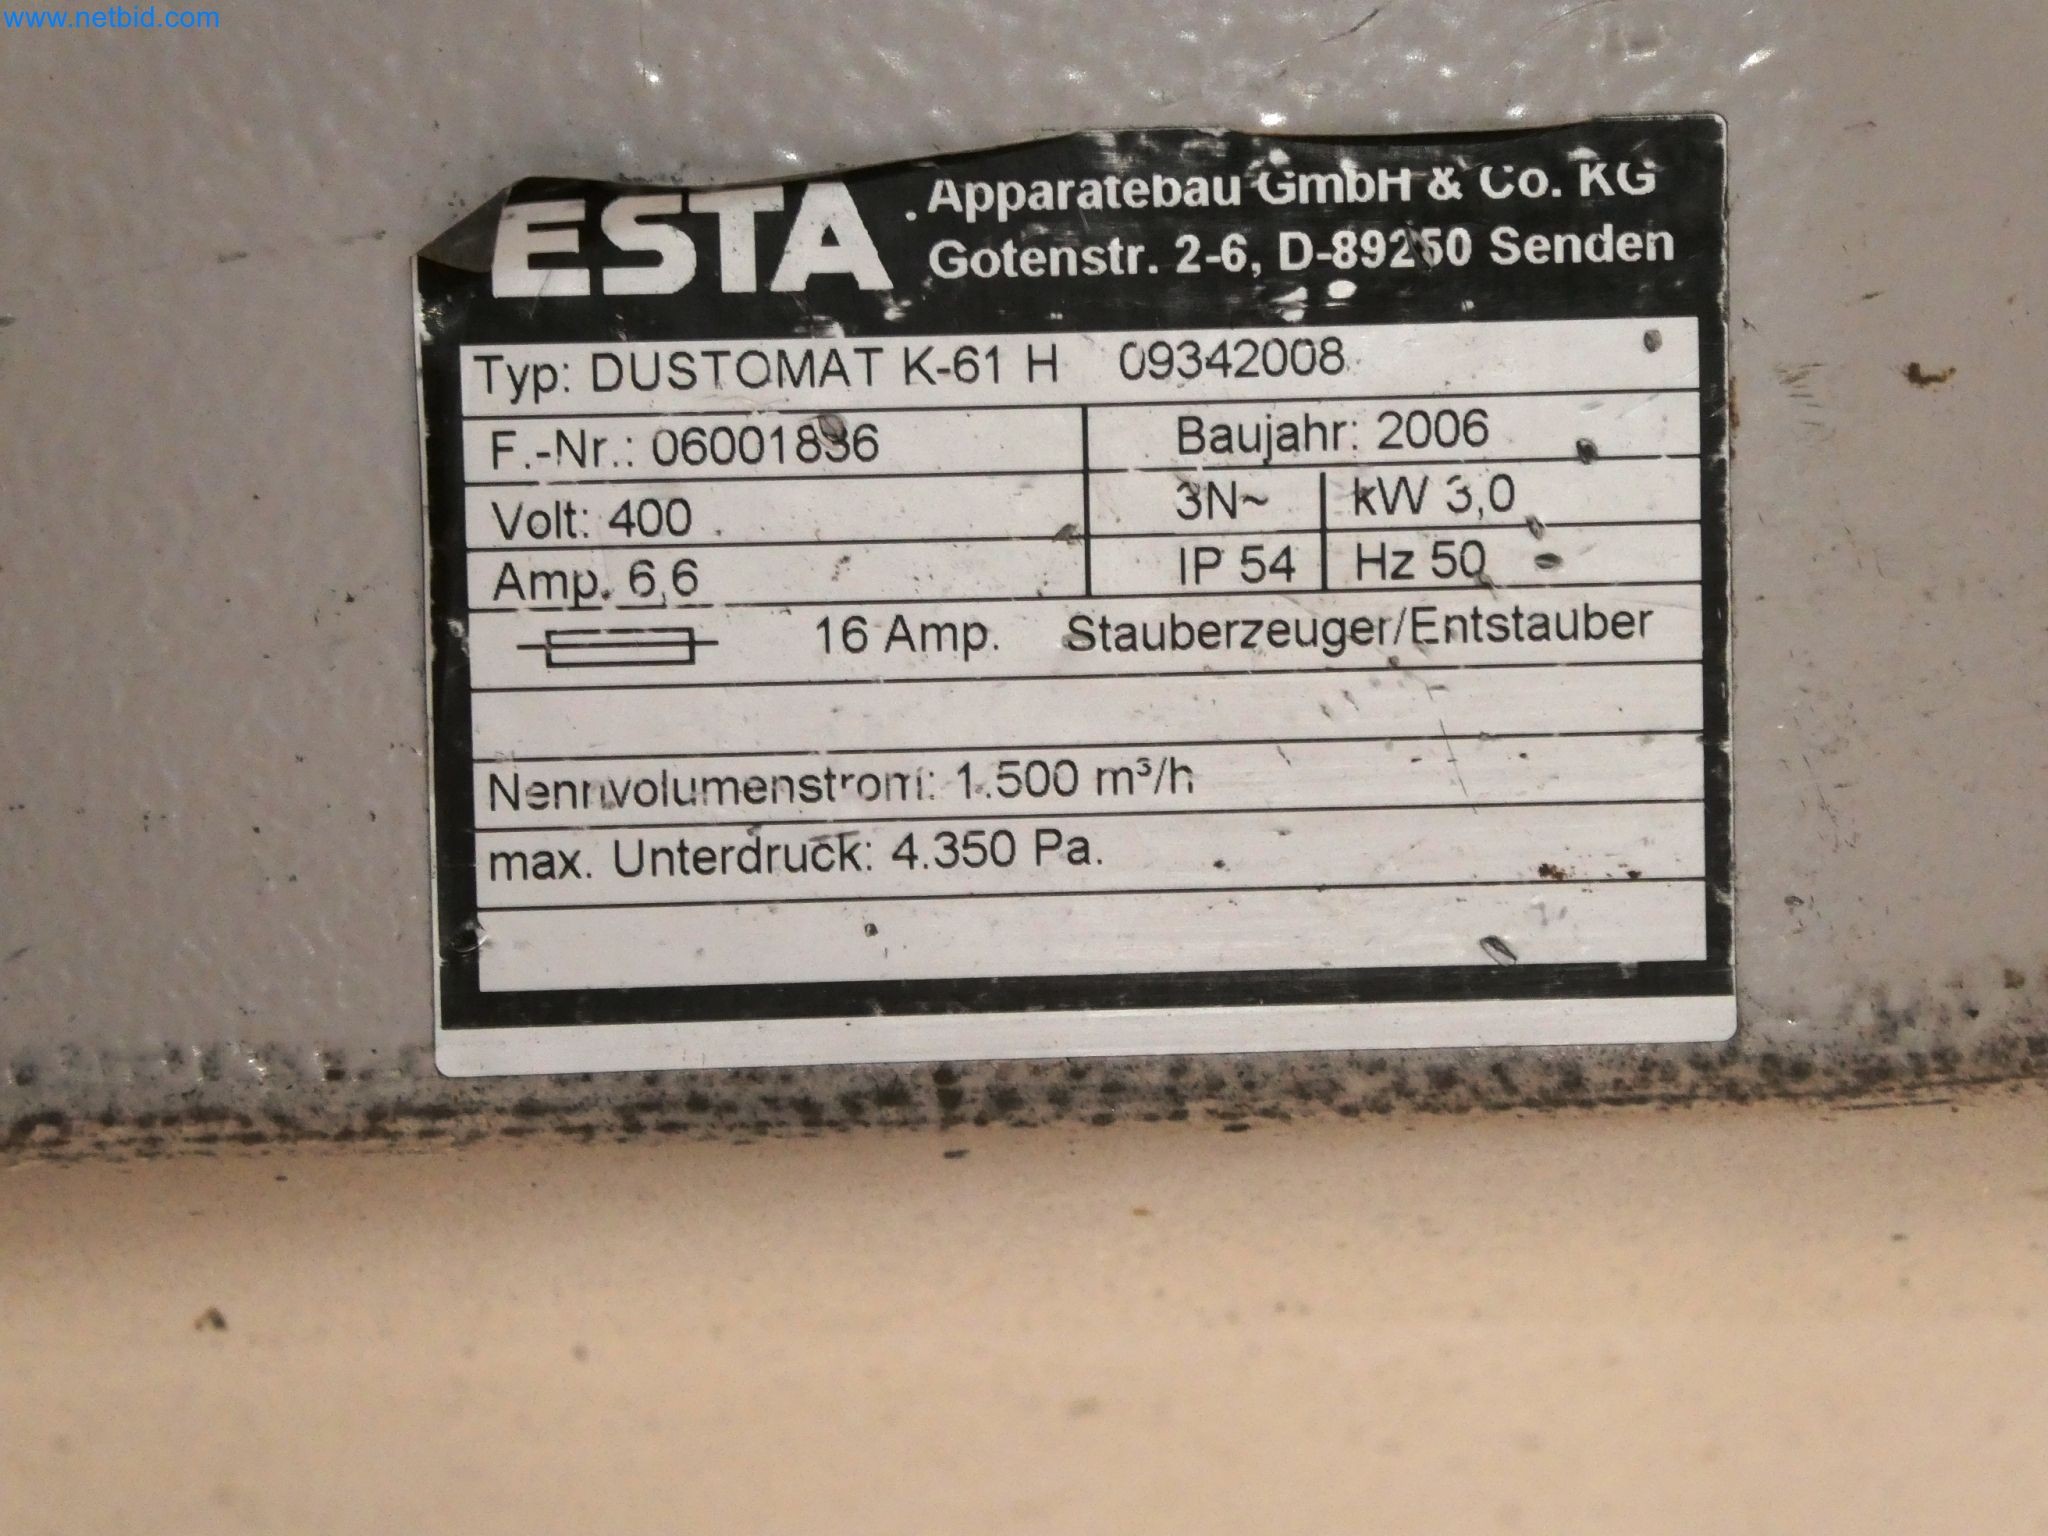 www.netbid.com
ESTA
Apparatebau GmbH & Co. KG
Gotenstr. 2-6, D-89250 Senden
Typ: DUSTOMAT K-61 H 09342008
F.-Nr.: 06001836
Baujahr: 2006
Volt: 400
3N~ kW 3,0
Amp. 6,6
IP 54 Hz 50
16 Amp. Stauberzeuger/Entstauber
Nennvolumenstrom: 1.500 m³/h
max. Unterdruck: 4.350 Pa.